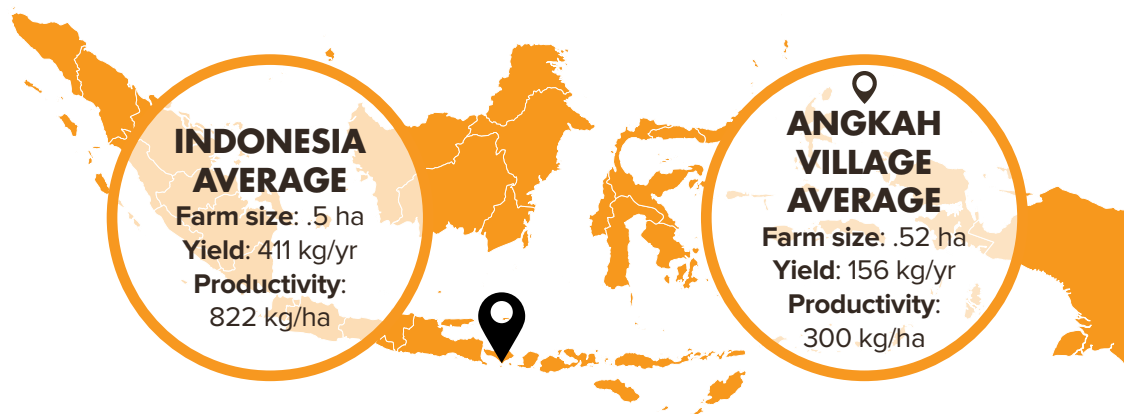 INDONESIA
AVERAGE
Farm size: .5 ha
Yield: 411 kg/yr
Productivity:
822 kg/ha
ANGKAH
VILLAGE
AVERAGE
Farm size: .52 ha
Yield: 156 kg/yr
Productivity:
300 kg/ha